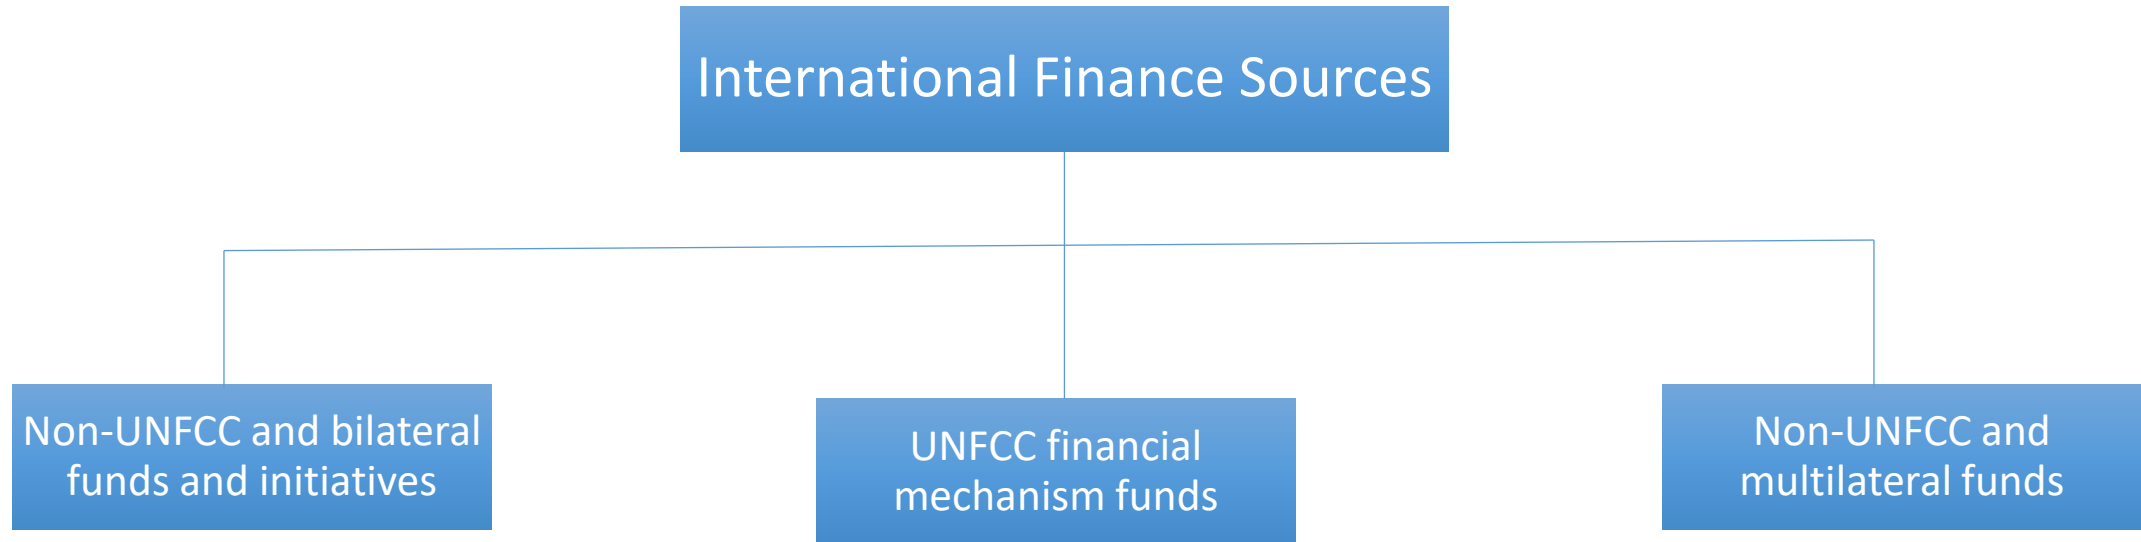 International Finance Sources
Non-UNFCC and bilateral
funds and initiatives
UNFCC financial
mechanism funds
Non-UNFCC and
multilateral funds